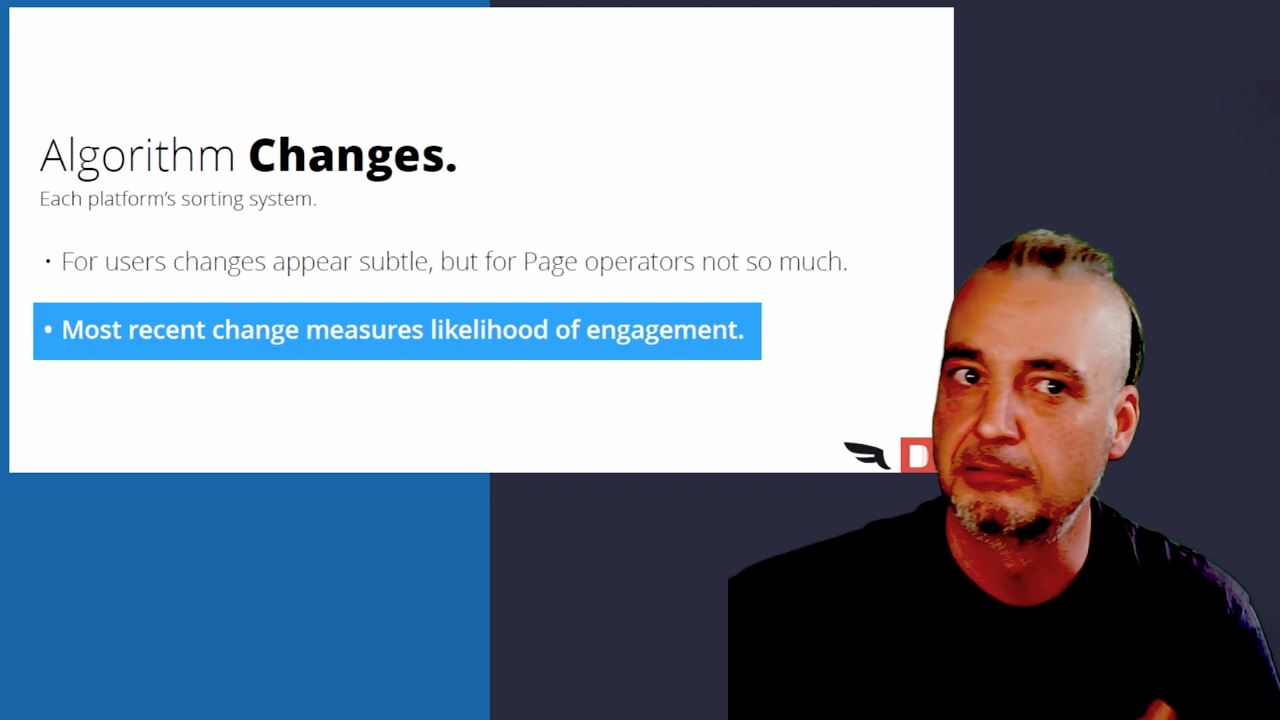 Algorithm Changes.
Each platform's sorting system.
• For users changes appear subtle, but for Page operators not so much.
• Most recent change measures likelihood of engagement.
D